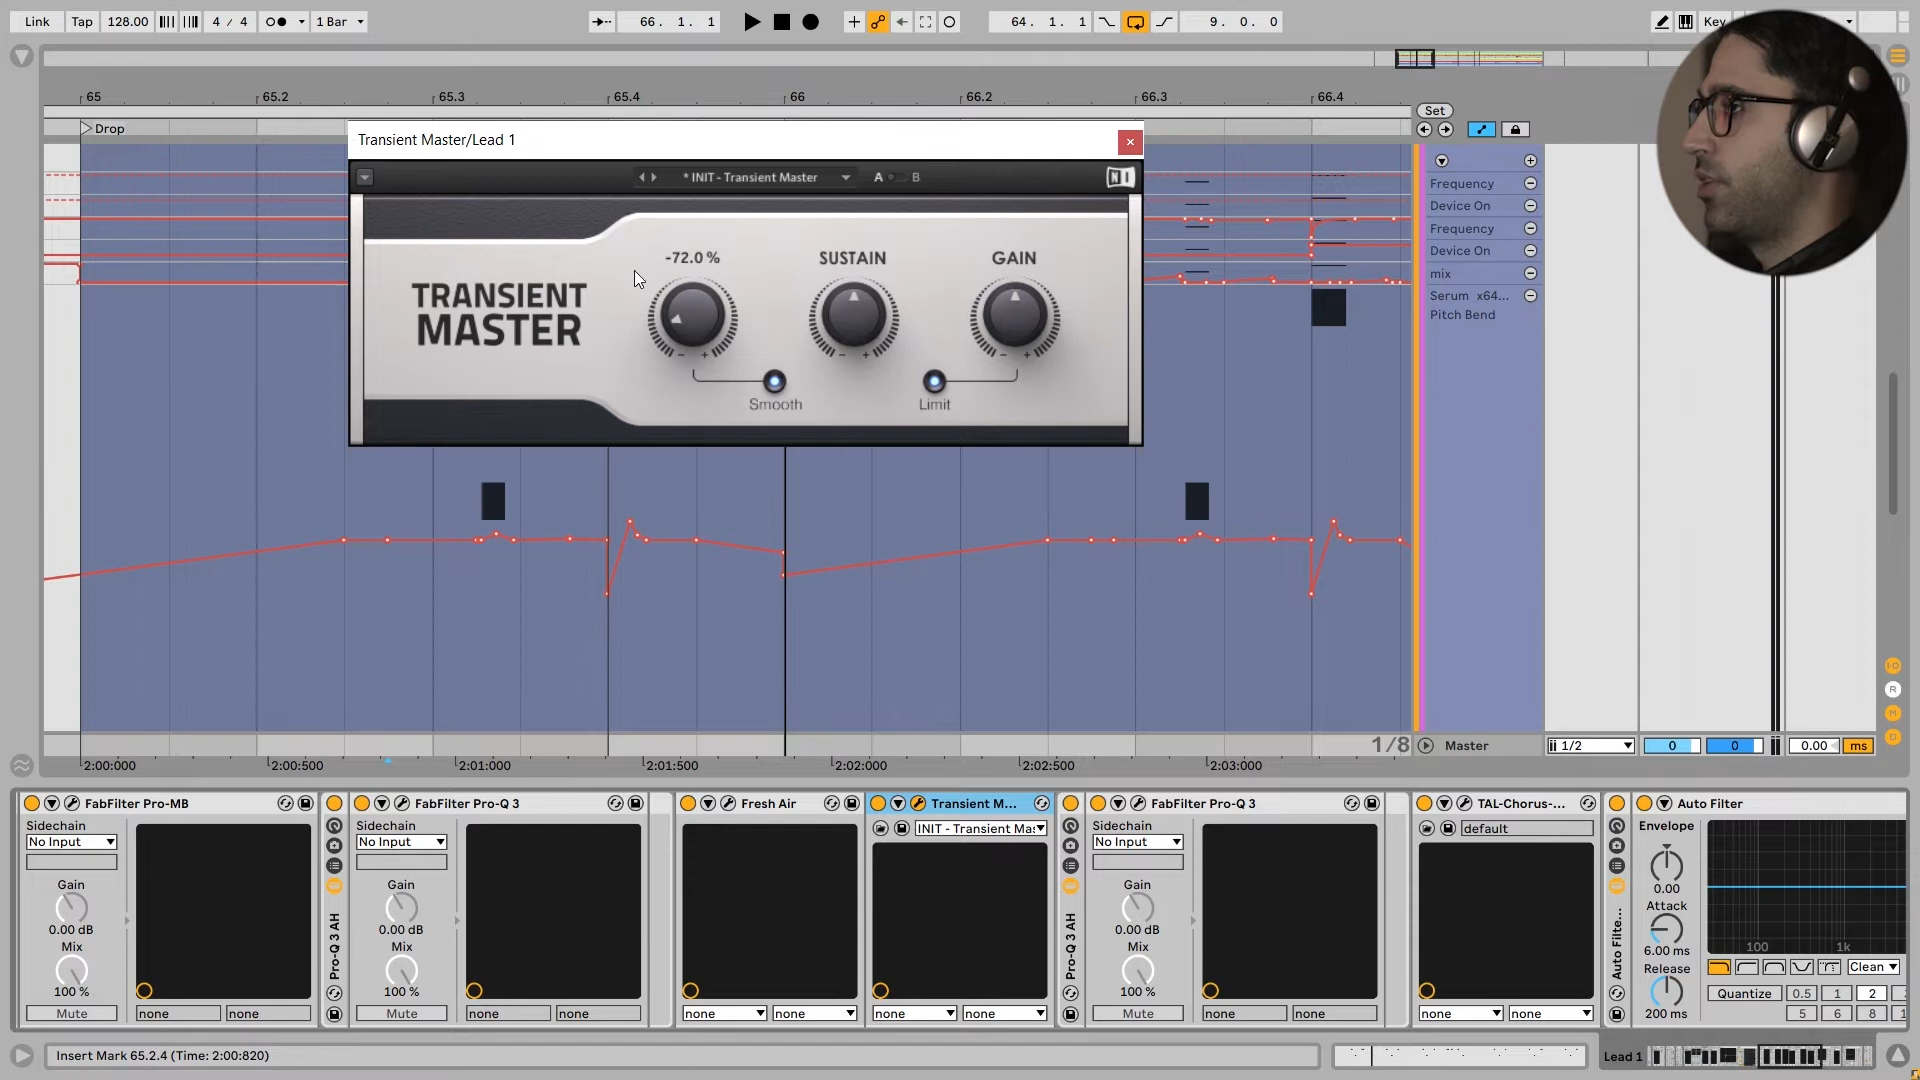 Link Tap 128.00 4 / 4 1 Bar 66. 1. 1 64. 1. 1 9. 0. 0 Key
65 65.2 65.3 65.4 66 66.2 66.3 66.4
Set
Drop
Transient Master/Lead 1
* INIT - Transient Master A B
-72.0 % SUSTAIN GAIN
TRANSIENT
MASTER
Smooth Limit
Frequency
Device On
Frequency
Device On
mix
Serum x64...
Pitch Bend
1/8 Master 1/2 0 0 0.00 ms
2:00:000 2:00:500 2:01:000 2:01:500 2:02:000 2:02:500 2:03:000
FabFilter Pro-MB
Sidechain
No Input
Gain
0.00 dB
Mix
100 %
Mute none none
Pro-Q 3 AH
FabFilter Pro-Q 3
Sidechain
No Input
Gain
0.00 dB
Mix
100 %
Mute none none
Fresh Air
none none
Transient M...
INIT - Transient Mas
none none
Pro-Q 3 AH
FabFilter Pro-Q 3
Sidechain
No Input
Gain
0.00 dB
Mix
100 %
Mute none none
TAL-Chorus-...
default
none none
Auto Filte...
Auto Filter
Envelope
0.00
Attack
6.00 ms
Release
200 ms
100 1k
Clean
Quantize 0.5 1 2
5 6 8
Insert Mark 65.2.4 (Time: 2:00:820)
Lead 1